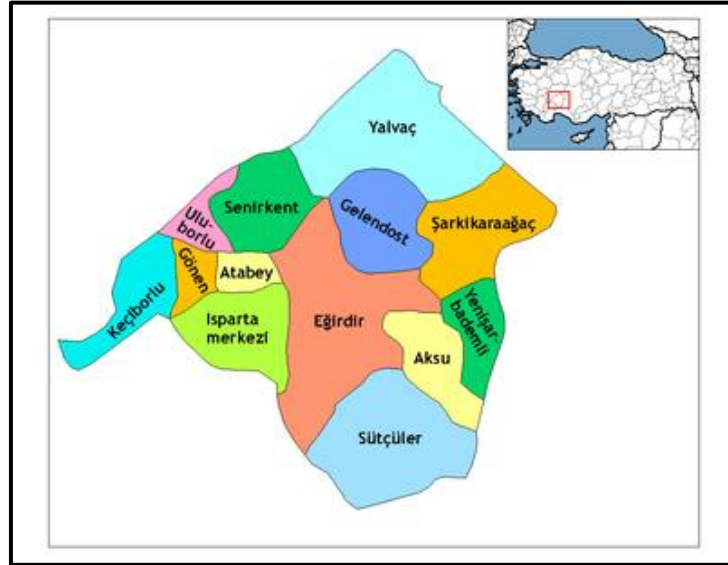 Yalvaç
Senirkent
Gelendost
Ulu-
borlu
Şarkikaraağaç
Gönen
Atabey
Keçiborlu
Isparta
merkezi
Eğirdir
Yenişar-
bademli
Aksu
Sütçüler